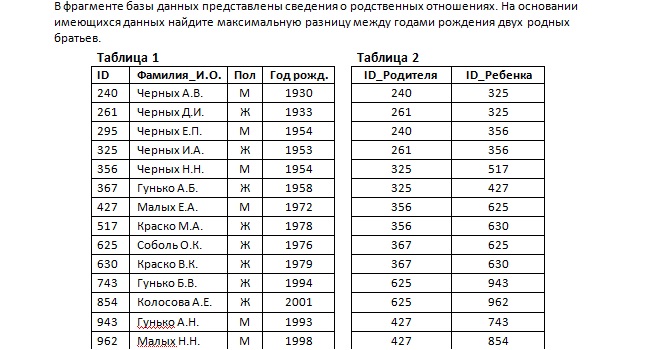 В фрагменте базы данных представлены сведения о родственных отношениях. На основании
имеющихся данных найдите максимальную разницу между годами рождения двух родных
братьев.
Таблица 1 Таблица 2
ID Фамилия_И.О. Пол Год рожд. ID_Родителя ID_Ребенка
240 Черных А.В. М 1930 240 325
261 Черных Д.И. Ж 1933 261 325
295 Черных Е.П. М 1954 240 356
325 Черных И.А. Ж 1953 261 356
356 Черных Н.Н. М 1954 325 517
367 Гунько А.Б. Ж 1958 325 427
427 Малых Е.А. М 1972 356 625
517 Краско М.А. Ж 1978 356 630
625 Соболь О.К. Ж 1976 367 625
630 Краско В.К. Ж 1979 367 630
743 Гунько Б.В. Ж 1994 625 943
854 Колосова А.Е. Ж 2001 625 962
943 Гунько А.Н. М 1993 427 743
962 Малых Н.Н. М 1998 427 854